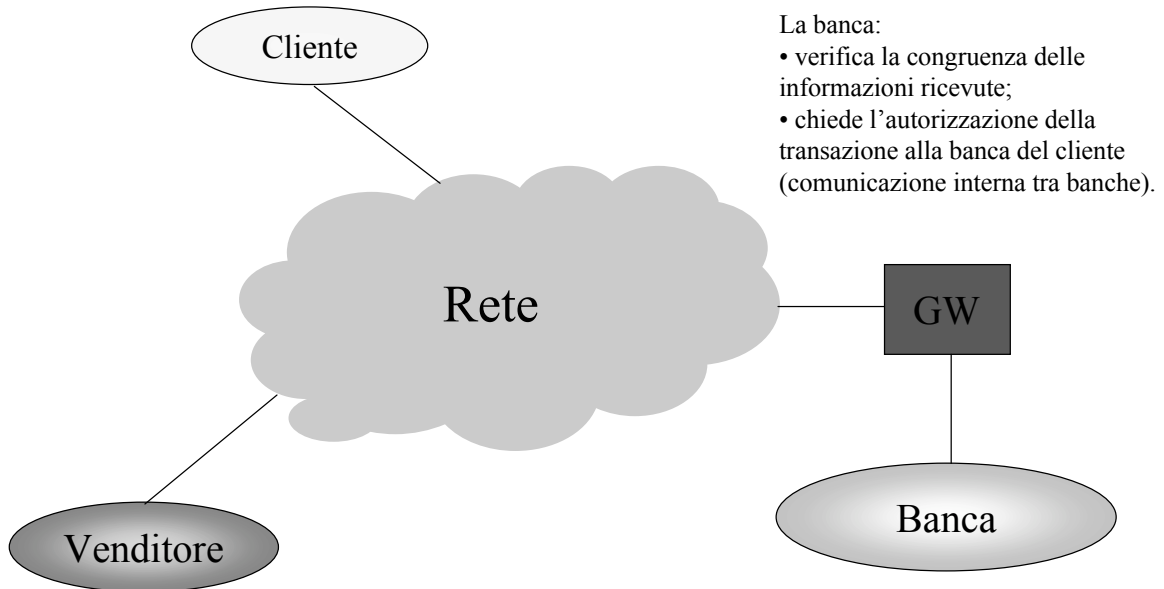 Cliente
La banca:
• verifica la congruenza delle
informazioni ricevute;
• chiede l’autorizzazione della
transazione alla banca del cliente
(comunicazione interna tra banche).
Rete
GW
Venditore
Banca